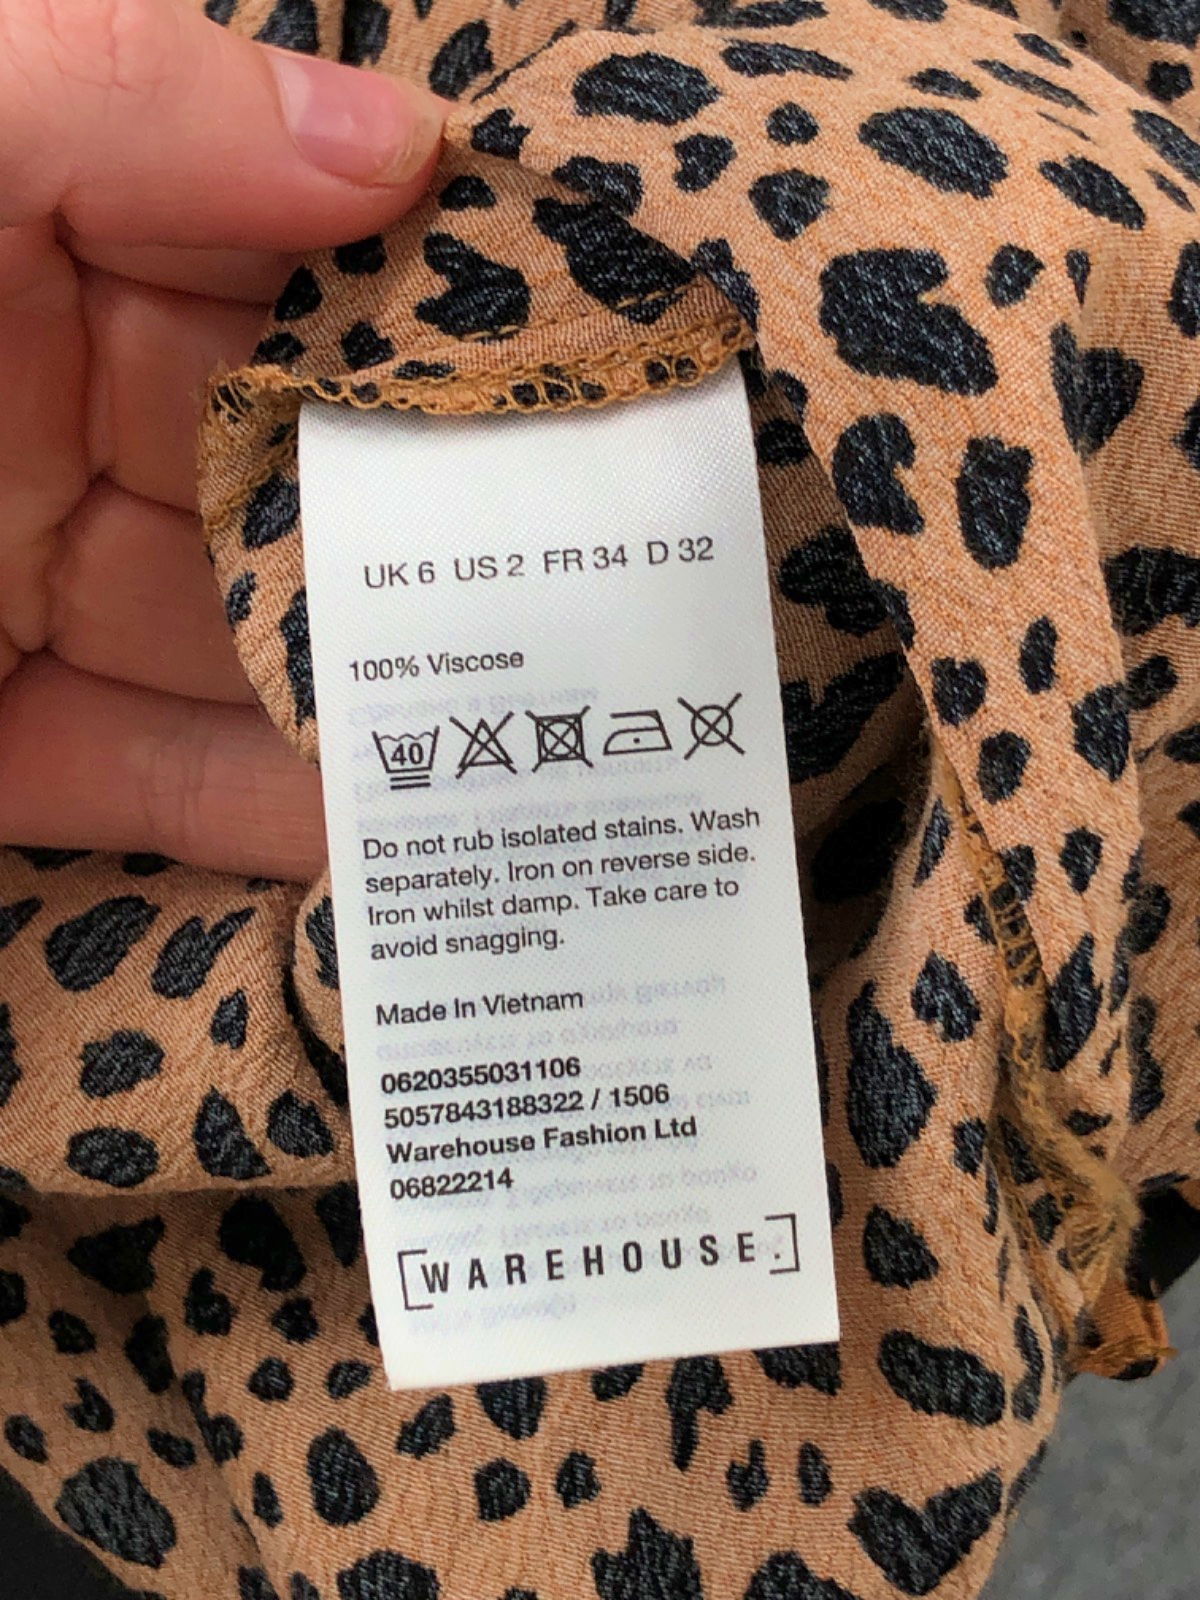 UK 6 US 2 FR 34 D 32
100% Viscose
40
Do not rub isolated stains. Wash
separately. Iron on reverse side.
Iron whilst damp. Take care to
avoid snagging.
Made In Vietnam
0620355031106
5057843188322 / 1506
Warehouse Fashion Ltd
06822214
[WAREHOUSE.]